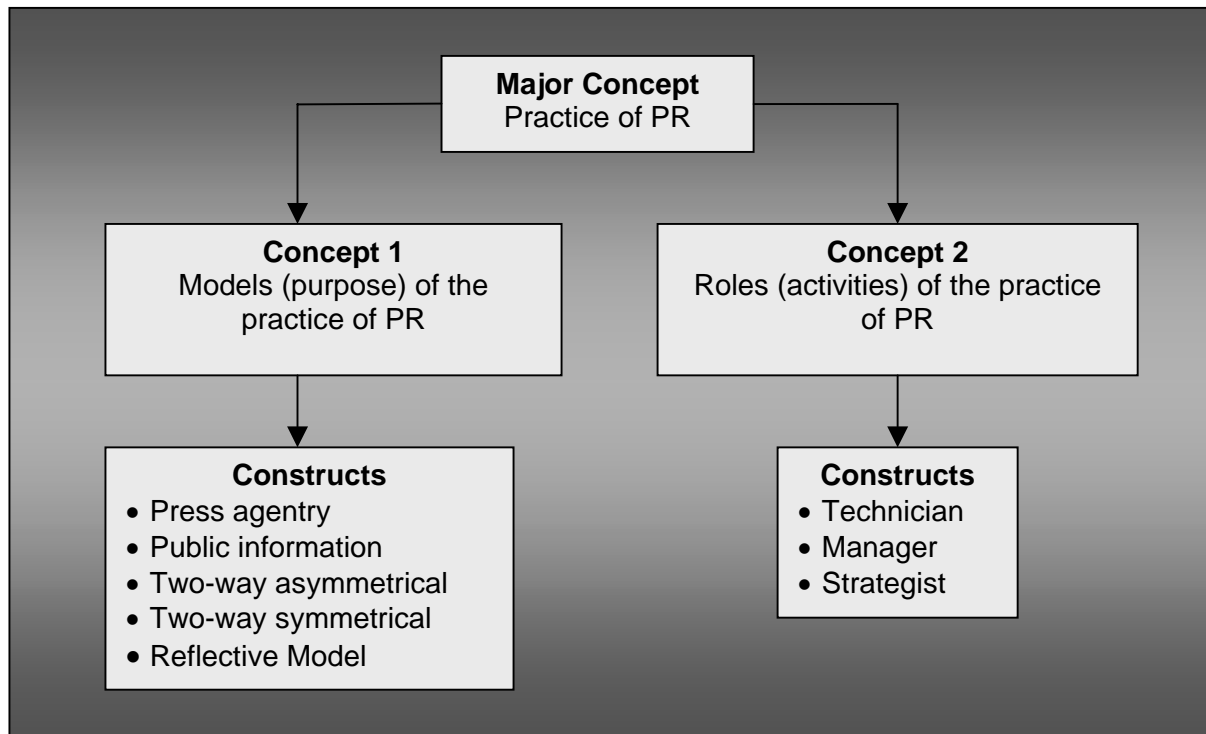 Major Concept
Practice of PR
Concept 1
Models (purpose) of the
practice of PR
Concept 2
Roles (activities) of the practice
of PR
Constructs
• Press agentry
• Public information
• Two-way asymmetrical
• Two-way symmetrical
• Reflective Model
Constructs
• Technician
• Manager
• Strategist